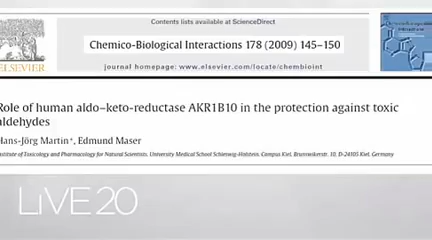 Contents lists available at ScienceDirect
Chemico-Biological Interactions 178 (2009) 145–150
ELSEVIER
journal homepage: www.elsevier.com/locate/chembioint
Role of human aldo–keto-reductase AKR1B10 in the protection against toxic
aldehydes
Hans-Jörg Martin*, Edmund Maser
Institute of Toxicology and Pharmacology for Natural Scientists, University Medical School Schleswig-Holstein, Campus Kiel, Brunswikerstr. 10, D-24105 Kiel, Germany
LiVE 20